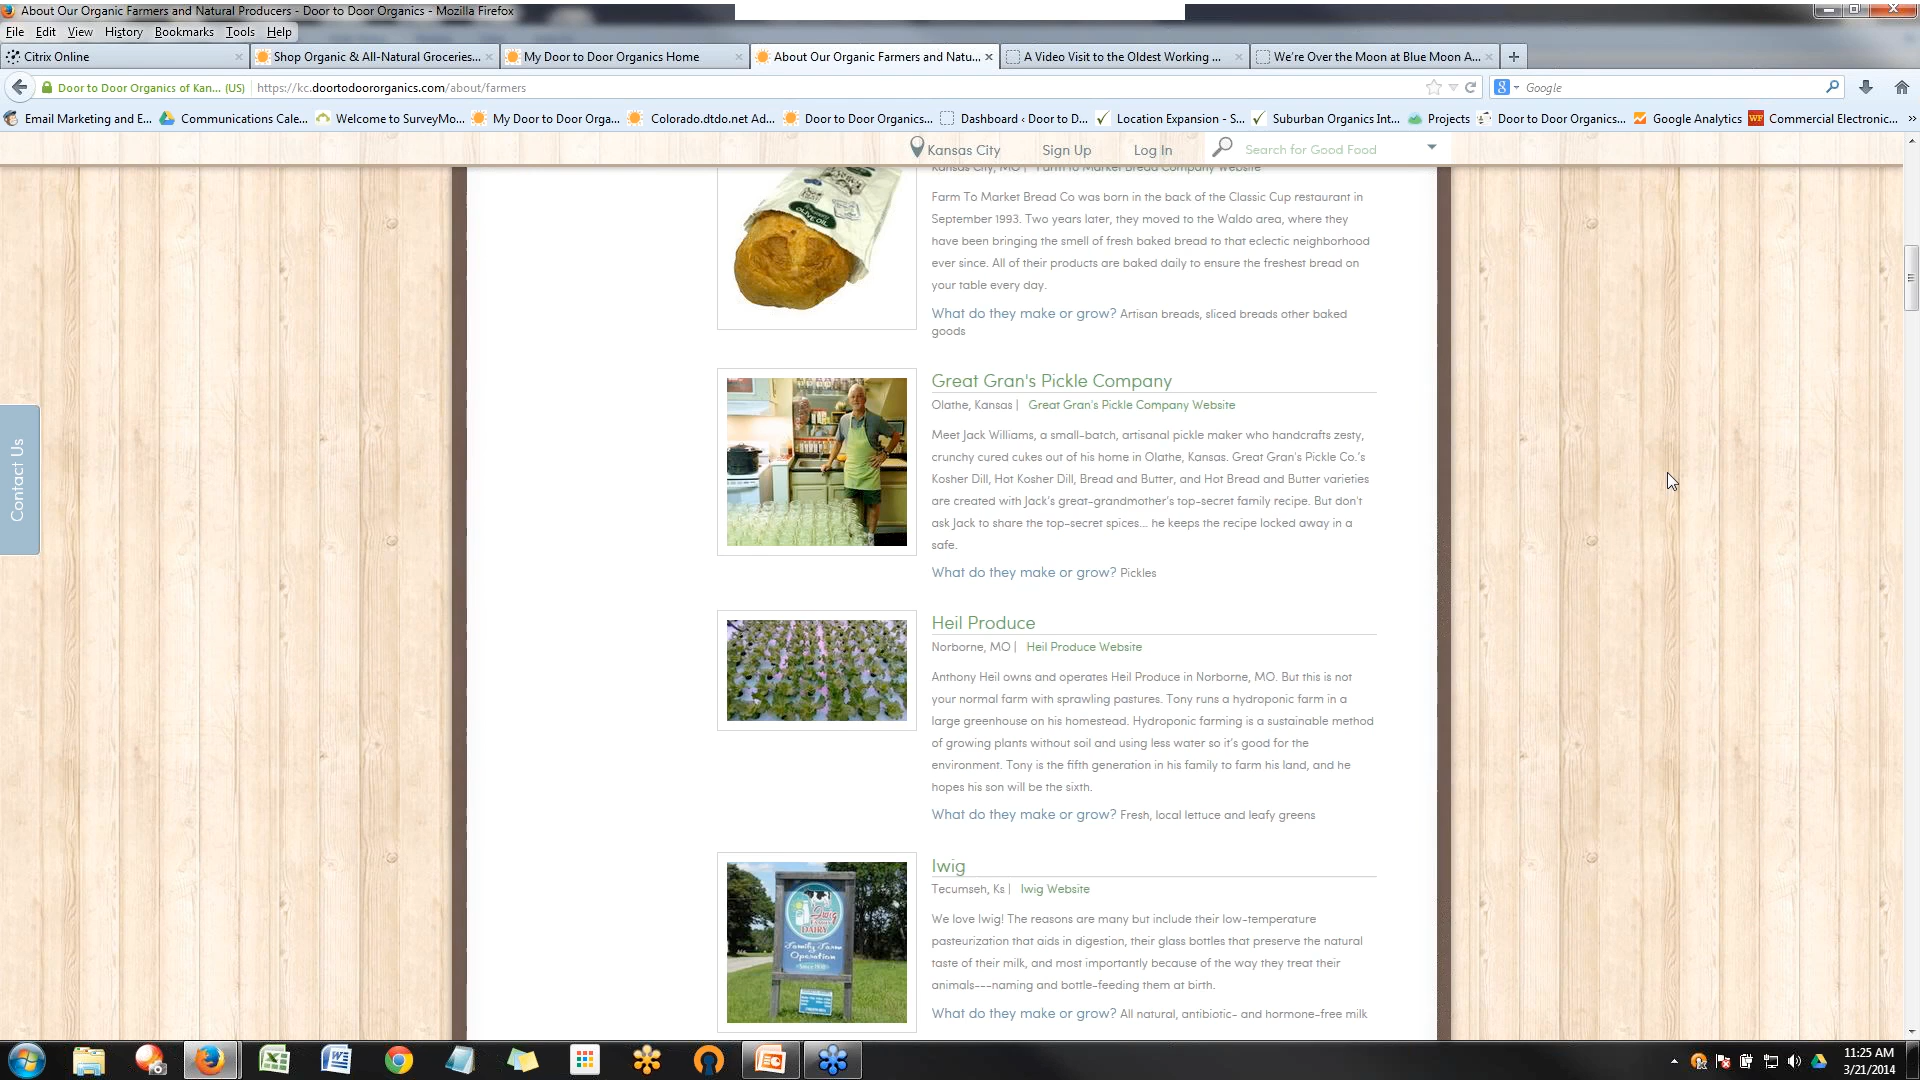 About Our Organic Farmers and Natural Producers - Door to Door Organics - Mozilla Firefox
File Edit View History Bookmarks Tools Help
Citrix Online
Shop Organic & All-Natural Groceries...
My Door to Door Organics Home
About Our Organic Farmers and Natu...
A Video Visit to the Oldest Working ...
We're Over the Moon at Blue Moon A...
Door to Door Organics of Kan... (US) https://kc.doortodoororganics.com/about/farmers
Google
Email Marketing and E... Communications Cale... Welcome to SurveyMo... My Door to Door Orga... Colorado.dtdo.net Ad... Door to Door Organics... Dashboard ‹ Door to D... Location Expansion - S... Suburban Organics Int... Projects Door to Door Organics... Google Analytics WF Commercial Electronic... »
Kansas City Sign Up Log In Search for Good Food
Kansas City, MO | Farm To Market Bread Company Website
Farm To Market Bread Co was born in the back of the Classic Cup restaurant in
September 1993. Two years later, they moved to the Waldo area, where they
have been bringing the smell of fresh baked bread to that eclectic neighborhood
ever since. All of their products are baked daily to ensure the freshest bread on
your table every day.
What do they make or grow? Artisan breads, sliced breads other baked
goods
OLIVE OIL
Contact Us
Great Gran's Pickle Company
Olathe, Kansas | Great Gran's Pickle Company Website
Meet Jack Williams, a small-batch, artisanal pickle maker who handcrafts zesty,
crunchy cured cukes out of his home in Olathe, Kansas. Great Gran's Pickle Co.'s
Kosher Dill, Hot Kosher Dill, Bread and Butter, and Hot Bread and Butter varieties
are created with Jack's great-grandmother's top-secret family recipe. But don't
ask Jack to share the top-secret spices... he keeps the recipe locked away in a
safe.
What do they make or grow? Pickles
Heil Produce
Norborne, MO | Heil Produce Website
Anthony Heil owns and operates Heil Produce in Norborne, MO. But this is not
your normal farm with sprawling pastures. Tony runs a hydroponic farm in a
large greenhouse on his homestead. Hydroponic farming is a sustainable method
of growing plants without soil and using less water so it's good for the
environment. Tony is the fifth generation in his family to farm his land, and he
hopes his son will be the sixth.
What do they make or grow? Fresh, local lettuce and leafy greens
Iwig
Tecumseh, Ks | Iwig Website
We love Iwig! The reasons are many but include their low-temperature
pasteurization that aids in digestion, their glass bottles that preserve the natural
taste of their milk, and most importantly because of the way they treat their
animals---naming and bottle-feeding them at birth.
What do they make or grow? All natural, antibiotic- and hormone-free milk
Iwig
DAIRY
Family Farm
Operation
11:25 AM
3/21/2014